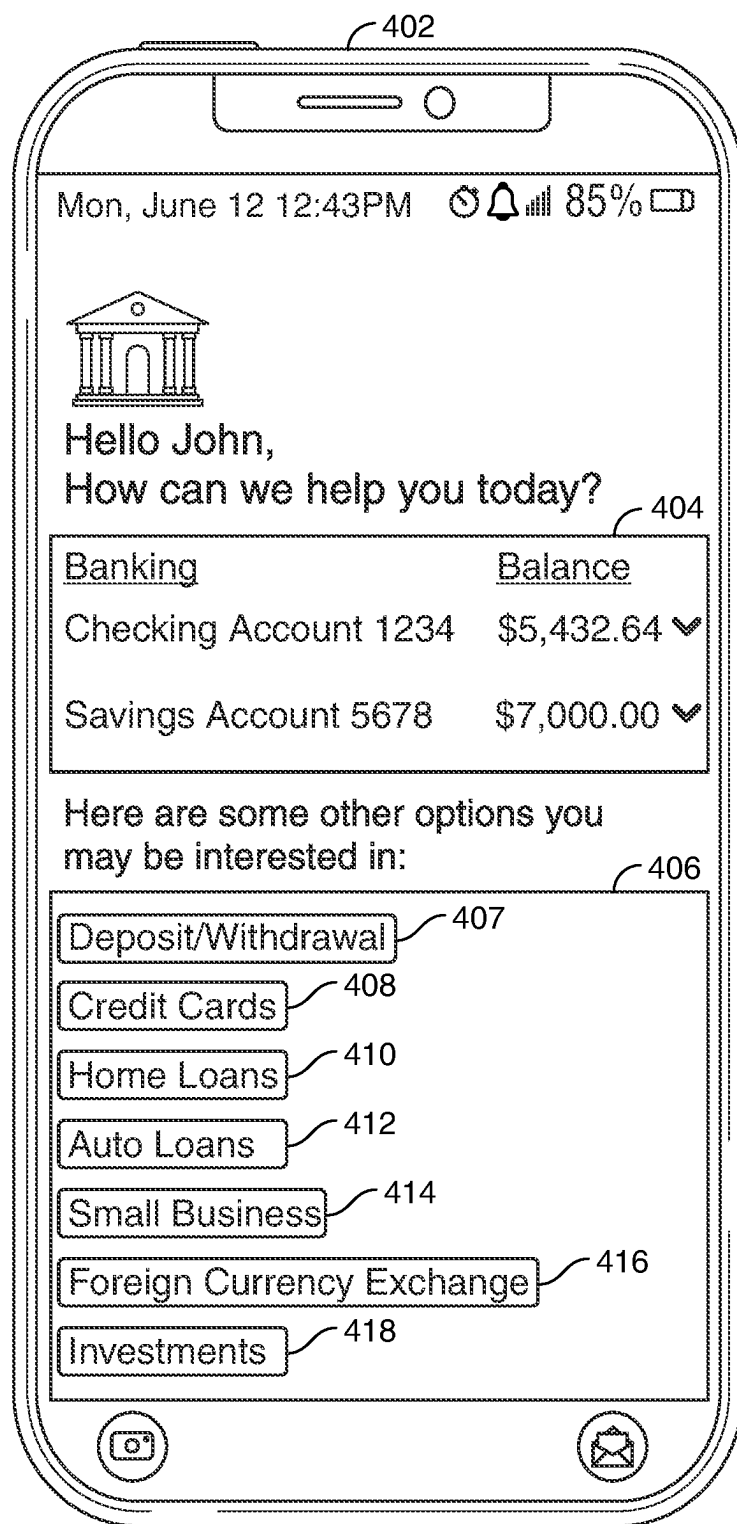 402
Mon, June 12 12:43PM 85%
Hello John,
How can we help you today?
404
Banking Balance
Checking Account 1234 $5,432.64
Savings Account 5678 $7,000.00
Here are some other options you
may be interested in:
406
Deposit/Withdrawal 407
Credit Cards 408
Home Loans 410
Auto Loans 412
Small Business 414
Foreign Currency Exchange 416
Investments 418